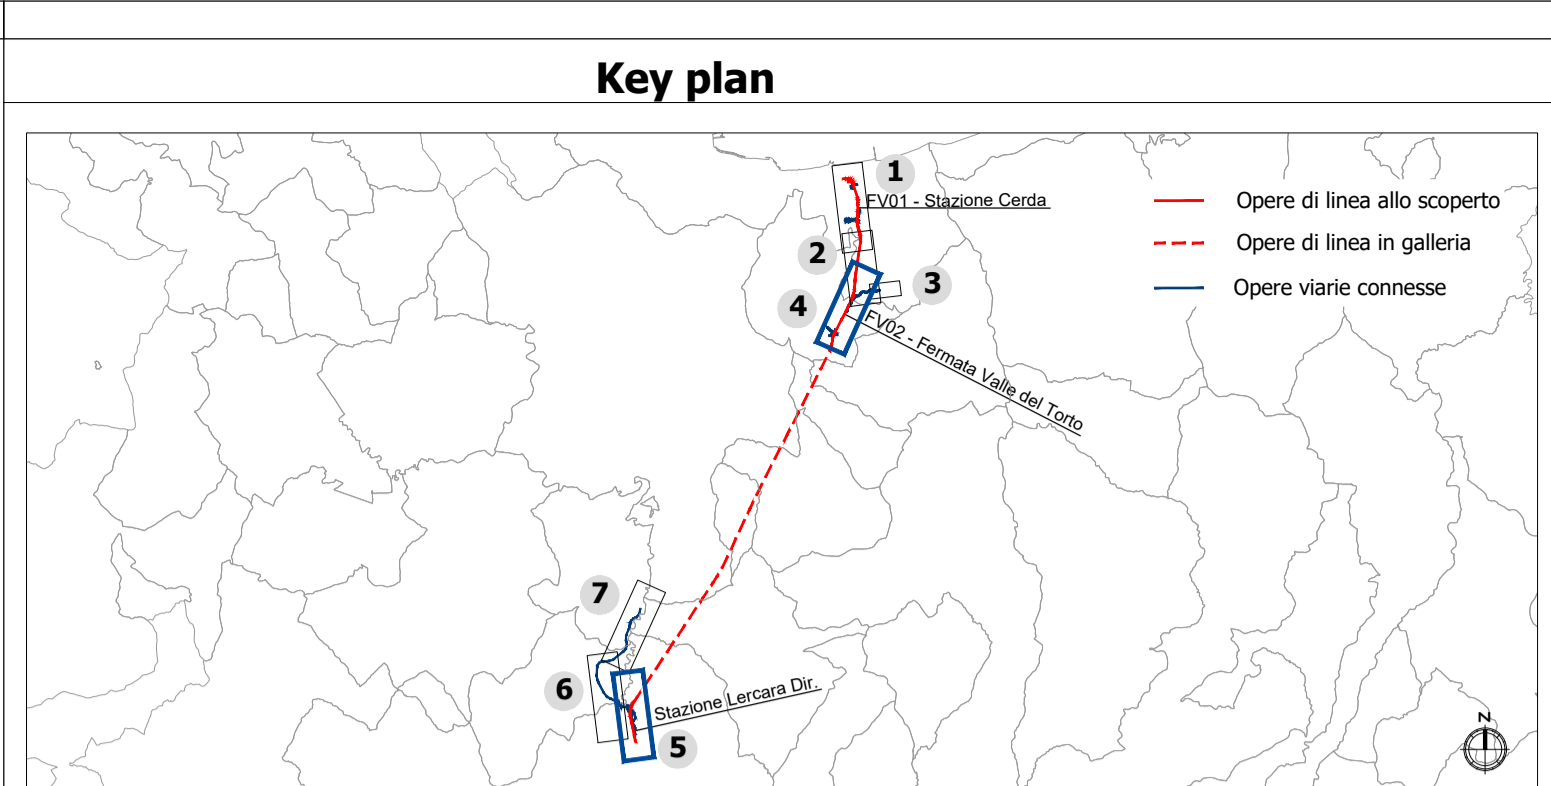 Key plan
1
FV01 - Stazione Cerda
2
3
4
FV02 - Fermata Valle del Torto
Opere di linea allo scoperto
Opere di linea in galleria
Opere viarie connesse
7
6
Stazione Lercara Dir.
5
N